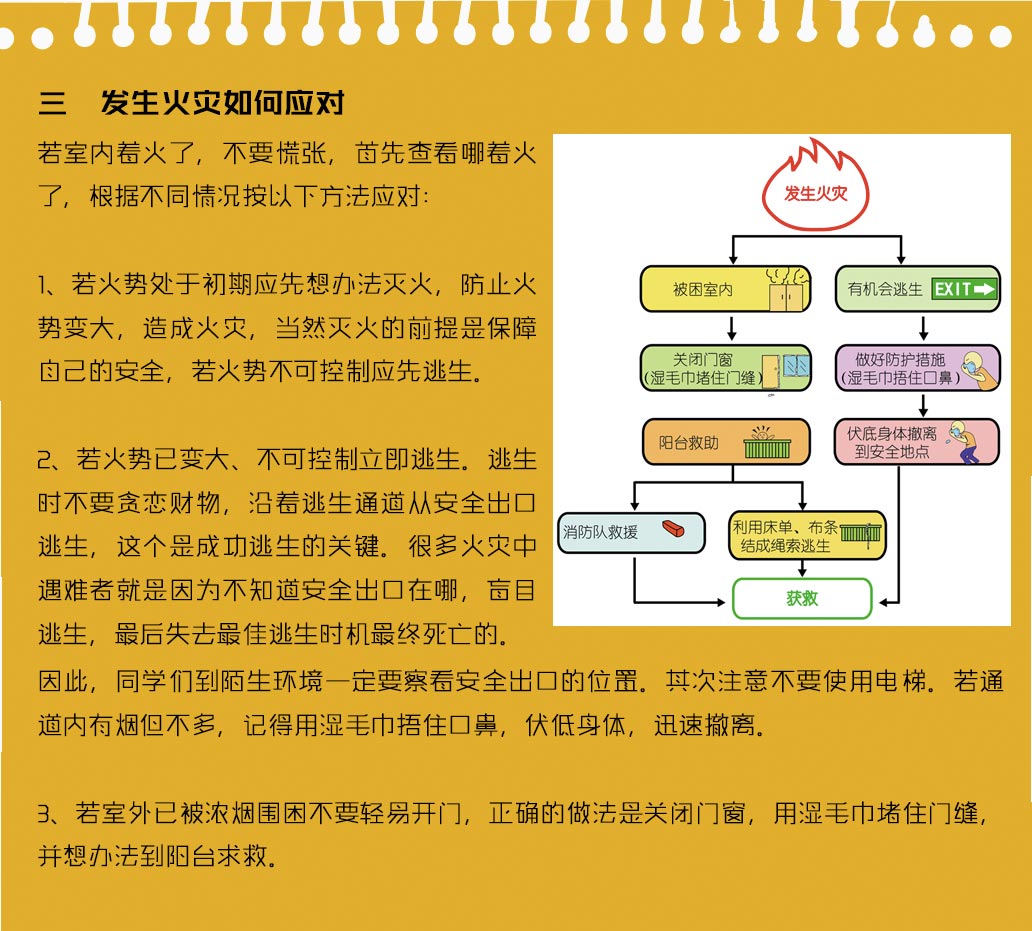 三 发生火灾如何应对
若室内着火了，不要慌张，首先查看哪着火
了，根据不同情况按以下方法应对：
1、若火势处于初期应先想办法灭火，防止火
势变大，造成火灾，当然灭火的前提是保障
自己的安全，若火势不可控制应先逃生。
2、若火势已变大、不可控制立即逃生。逃生
时不要贪恋财物，沿着逃生通道从安全出口
逃生，这个是成功逃生的关键。很多火灾中
遇难者就是因为不知道安全出口在哪，盲目
逃生，最后失去最佳逃生时机最终死亡的。
因此，同学们到陌生环境一定要察看安全出口的位置。其次注意不要使用电梯。若通
道内有烟但不多，记得用湿毛巾捂住口鼻，伏低身体，迅速撤离。
3、若室外已被浓烟围困不要轻易开门，正确的做法是关闭门窗，用湿毛巾堵住门缝，
并想办法到阳台求救。
发生火灾
被困室内
有机会逃生 EXIT
关闭门窗
(湿毛巾堵住门缝)
做好防护措施
(湿毛巾捂住口鼻)
阳台救助
伏底身体撤离
到安全地点
消防队救援
利用床单、布条
结成绳索逃生
获救